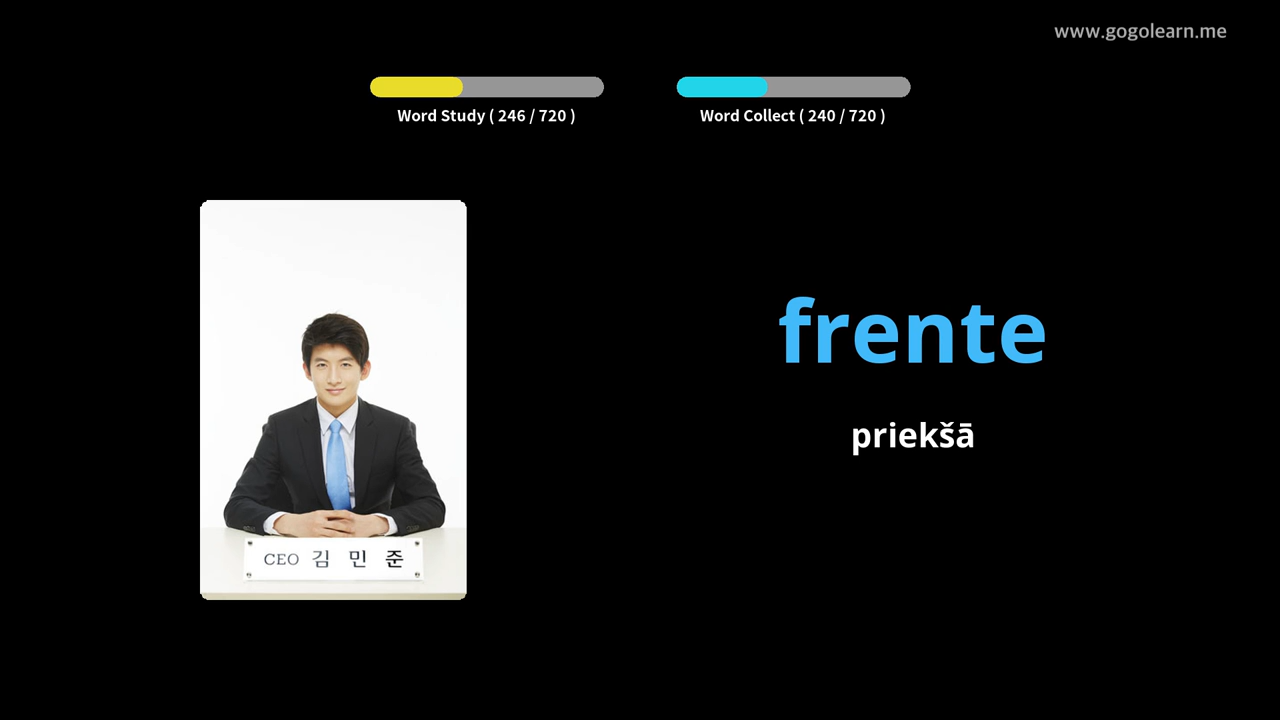 www.gogolearn.me
Word Study ( 246 / 720 )
Word Collect ( 240 / 720 )
frente
priekšā
CEO 김 민 준